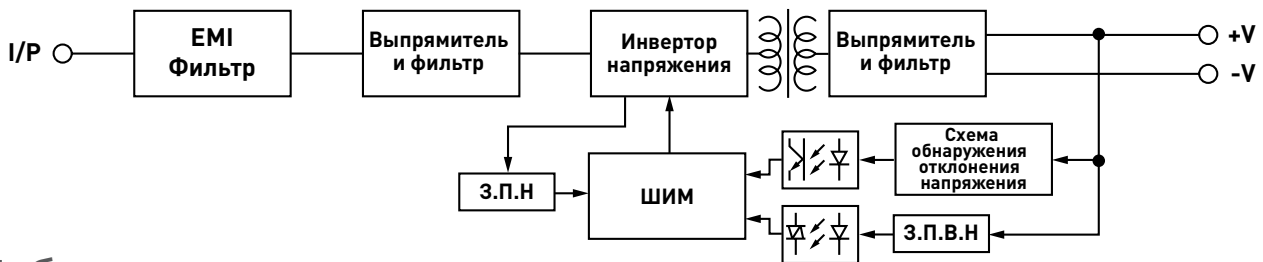 I/P
EMI
Фильтр
Выпрямитель
и фильтр
Инвертор
напряжения
Выпрямитель
и фильтр
+V
-V
Схема
обнаружения
отклонения
напряжения
З.П.Н
ШИМ
З.П.В.Н